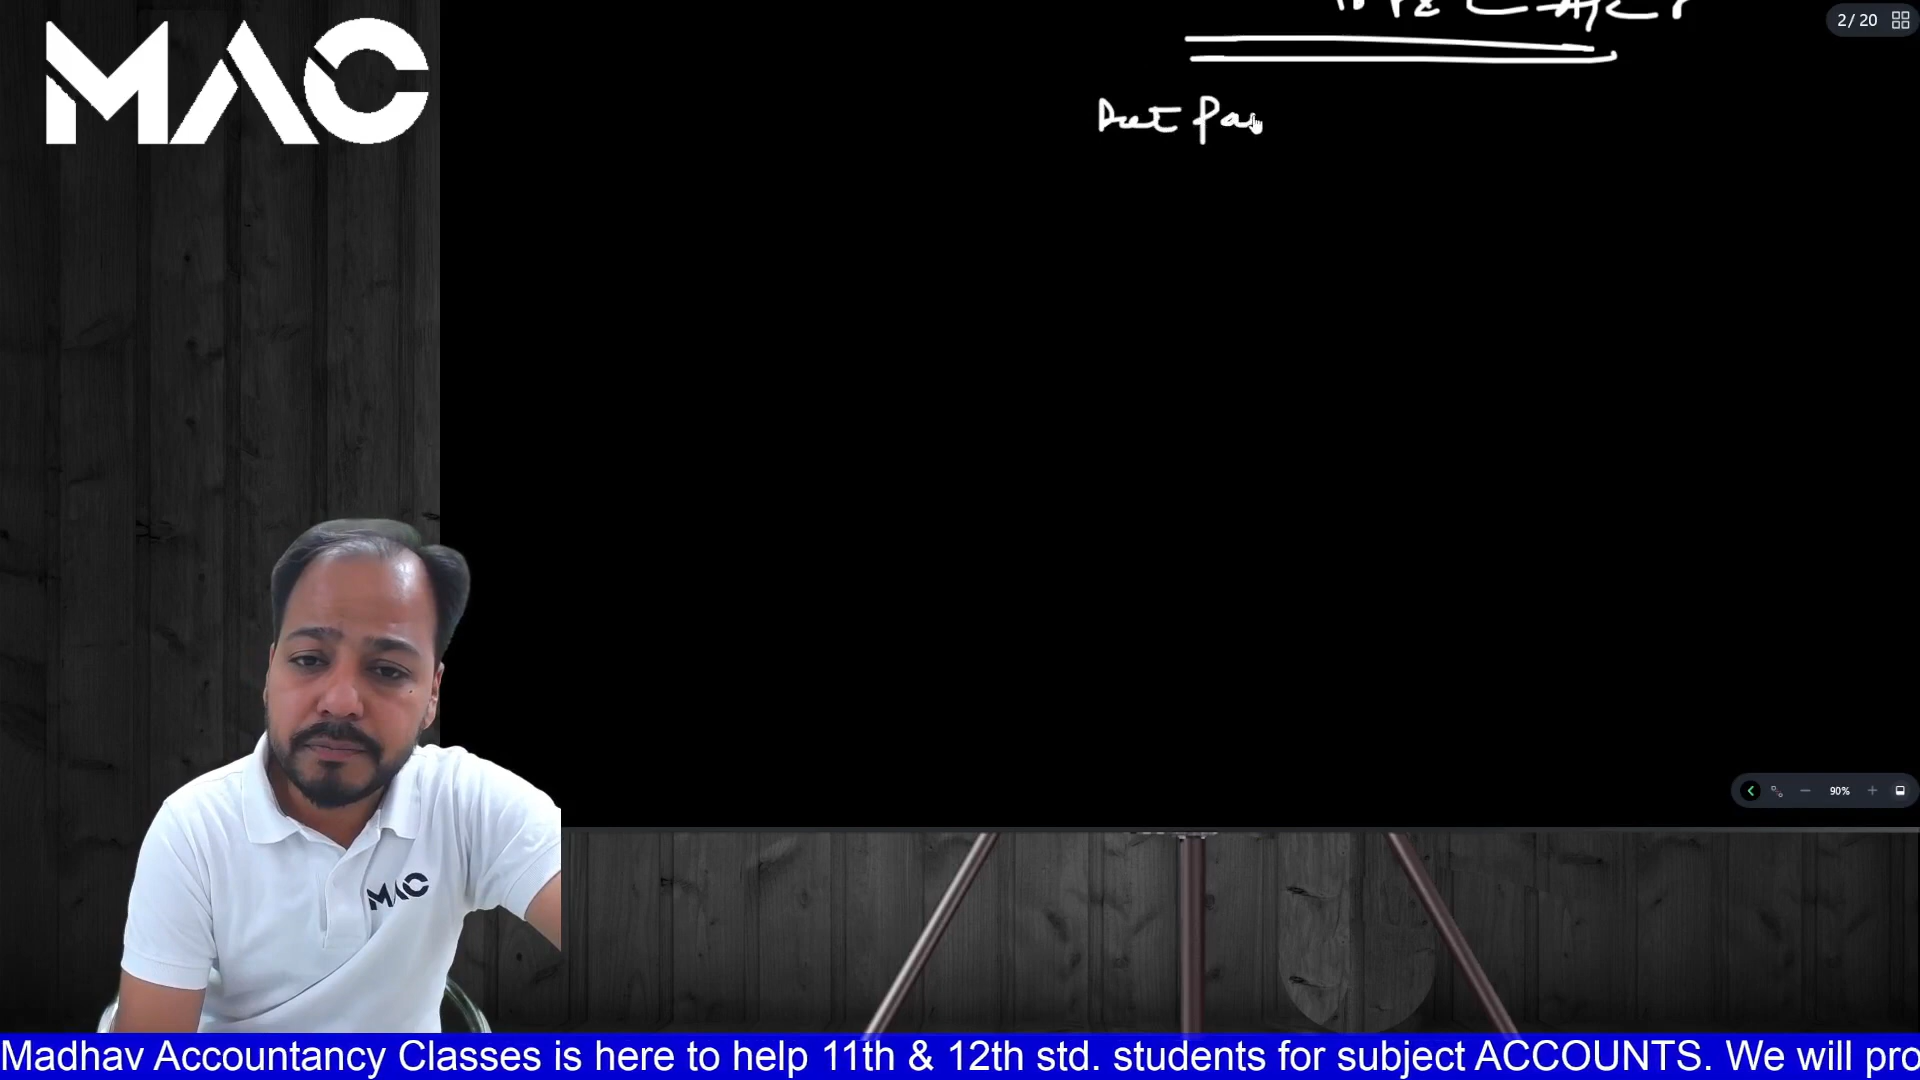 MAC
2 / 20
Pa
90%
MAC
Madhav Accountancy Classes is here to help 11th & 12th std. students for subject ACCOUNTS. We will pro